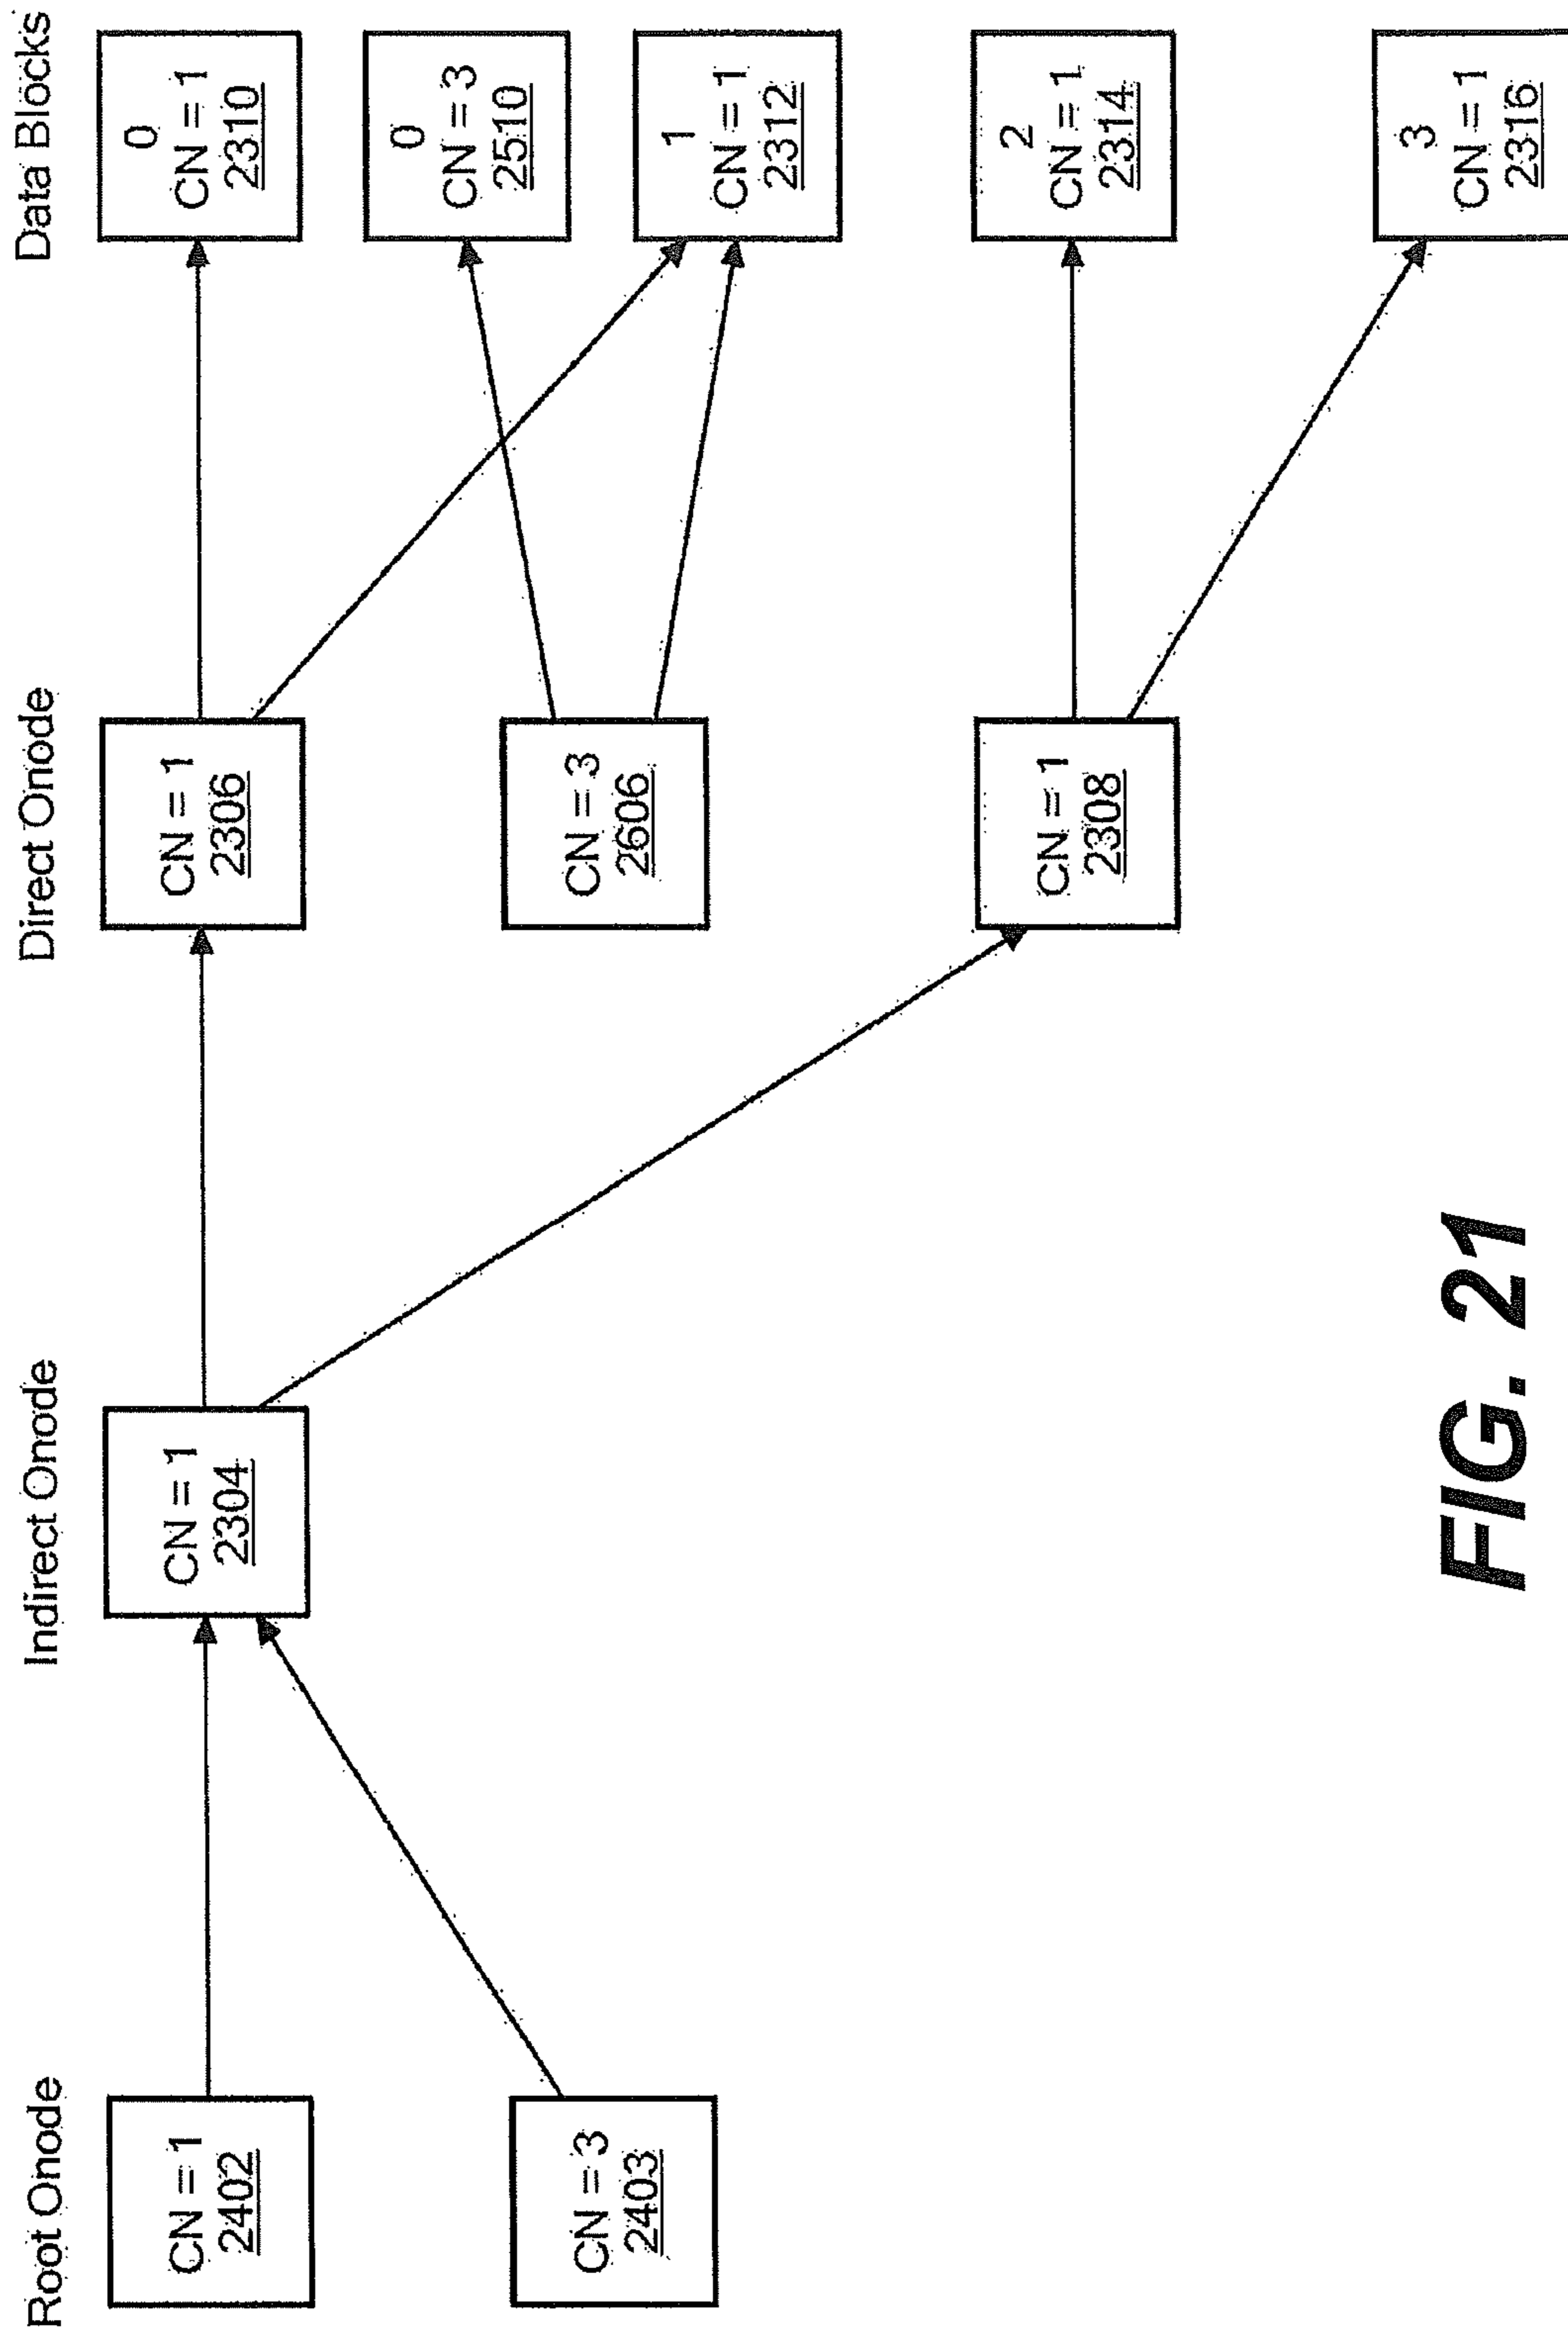 Root Onode
Indirect Onode
Direct Onode
Data Blocks
CN = 1
2402
CN = 3
2403
CN = 1
2304
CN = 1
2306
CN = 3
2606
CN = 1
2308
0
CN = 1
2310
0
CN = 3
2510
1
CN = 1
2312
2
CN = 1
2314
3
CN = 1
2316
FIG. 21